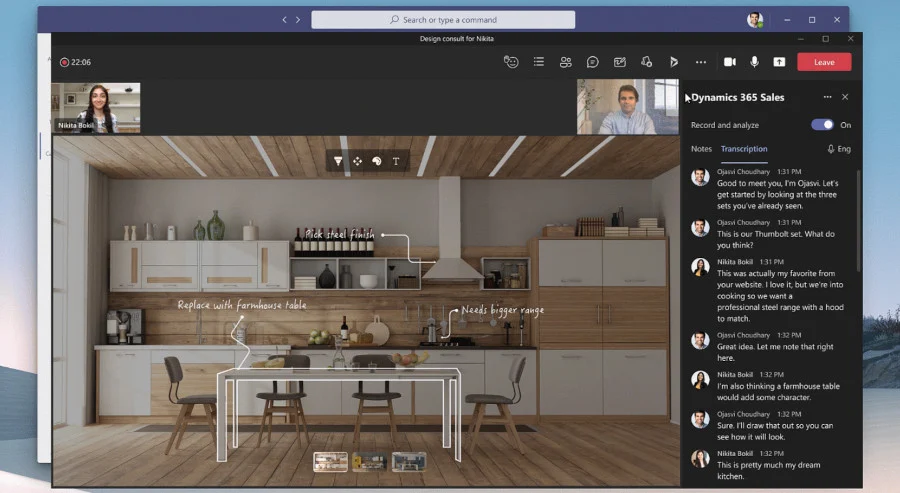 Search or type a command
Design consult for Nikita
22:06
Leave
Nikita Bokil
Dynamics 365 Sales
Record and analyze
On
Notes
Transcription
Eng
Ojasvi Choudhary 1:31 PM
Good to meet you, I'm Ojasvi. Let's
get started by looking at the three
sets you've already seen.
Ojasvi Choudhary 1:31 PM
This is our Thumbolt set. What do
you think?
Nikita Bokil 1:31 PM
This was actually my favorite from
your website. I love it, but we're into
cooking so we want a
professional steel range with a hood
to match.
Ojasvi Choudhary 1:32 PM
Great idea. Let me note that right
here.
Nikita Bokil 1:32 PM
I'm also thinking a farmhouse table
would add some character.
Ojasvi Choudhary 1:32 PM
Sure. I'll draw that out so you can
see how it will look.
Nikita Bokil 1:32 PM
This is pretty much my dream
kitchen.
T
Pick steel finish
Replace with farmhouse table
Needs bigger range